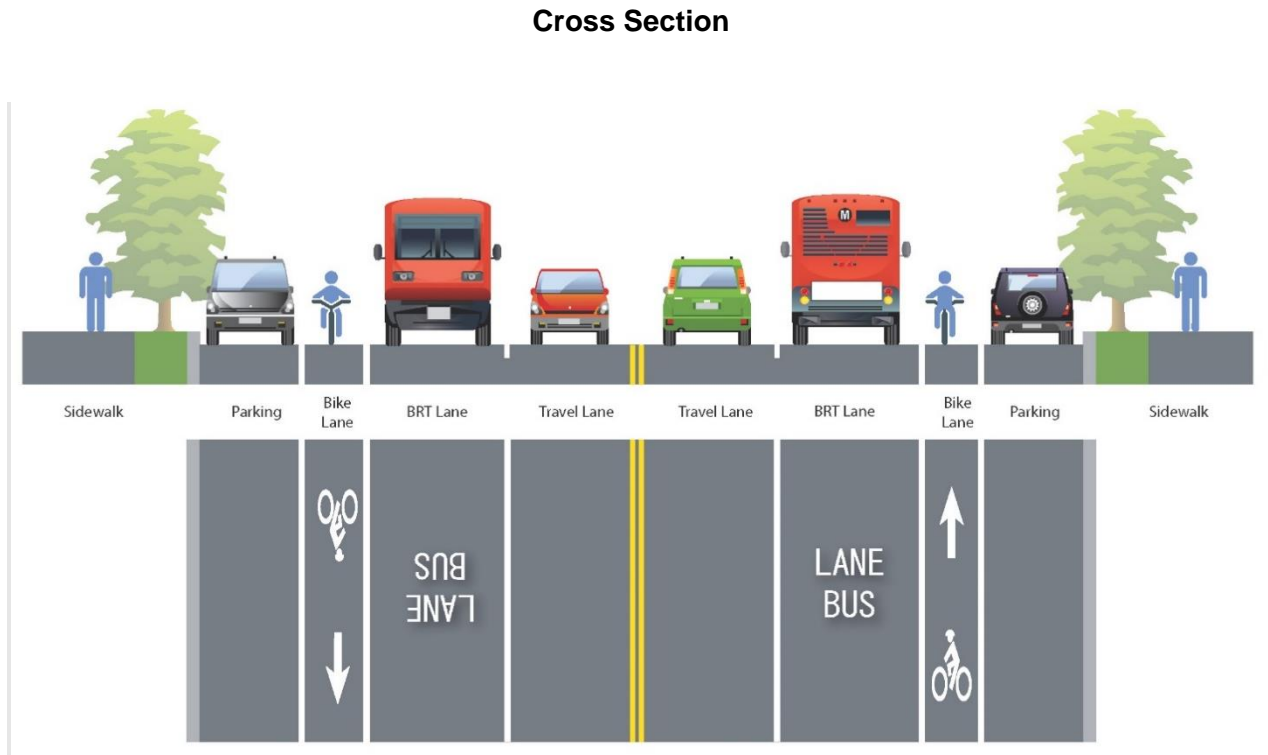 Cross Section
M
Sidewalk
Parking
Bike
Lane
BRT Lane
Travel Lane
Travel Lane
BRT Lane
Bike
Lane
Parking
Sidewalk
BUS
LANE
LANE
BUS